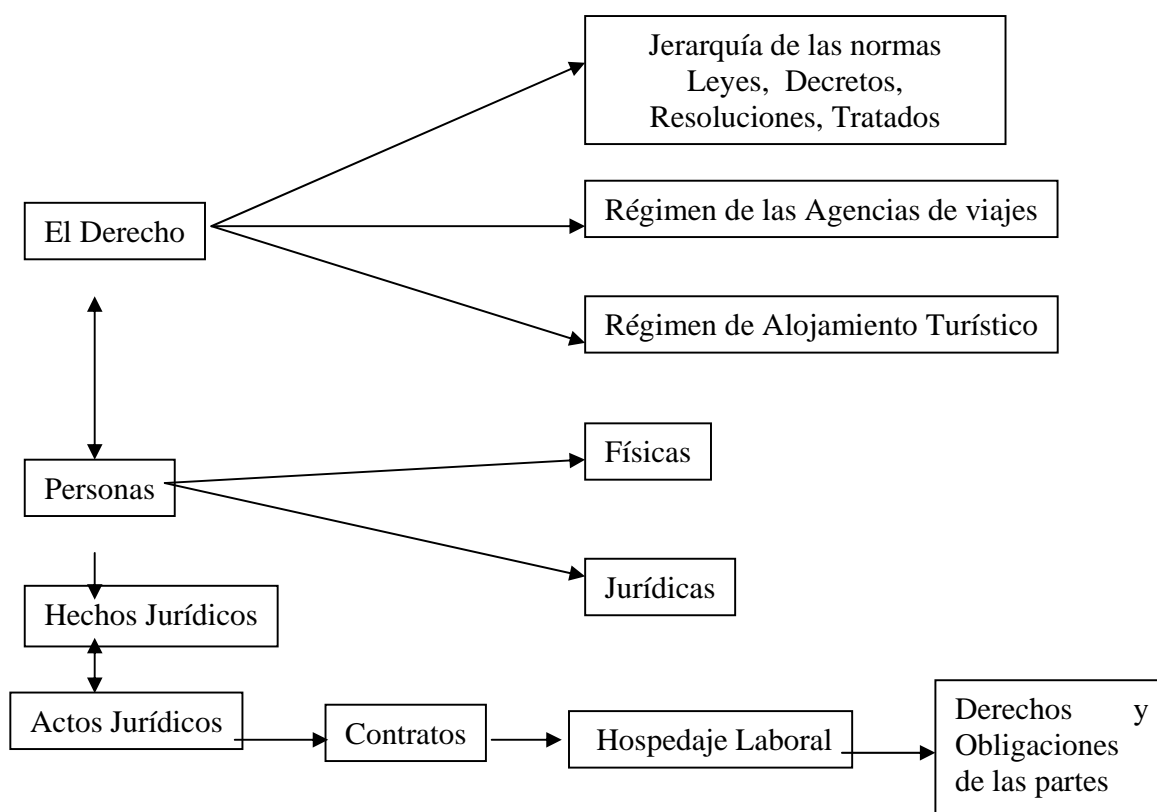 Jerarquía de las normas
Leyes, Decretos,
Resoluciones, Tratados
El Derecho
Régimen de las Agencias de viajes
Régimen de Alojamiento Turístico
Personas
Físicas
Jurídicas
Hechos Jurídicos
Actos Jurídicos
Contratos
Hospedaje Laboral
Derechos y
Obligaciones
de las partes